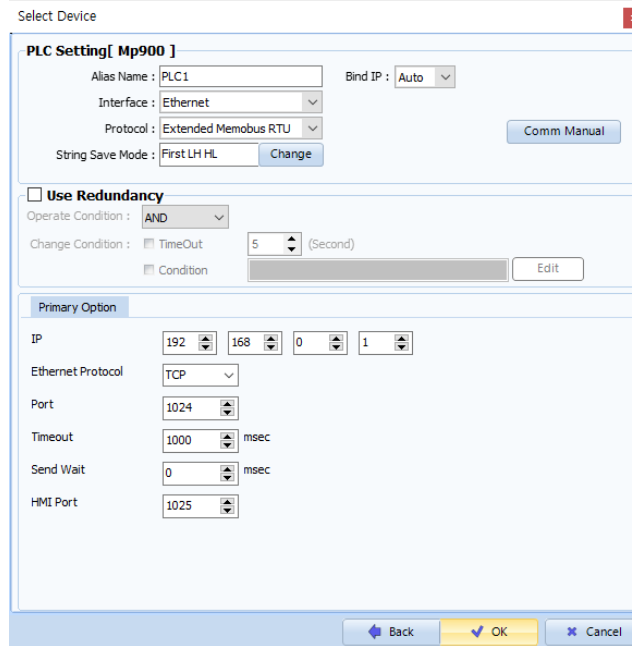 Select Device
PLC Setting[ Mp900 ]
Alias Name : PLC1 Bind IP : Auto
Interface : Ethernet
Protocol : Extended Memobus RTU Comm Manual
String Save Mode : First LH HL Change
Use Redundancy
Operate Condition : AND
Change Condition : TimeOut 5 (Second)
Condition Edit
Primary Option
IP 192 168 0 1
Ethernet Protocol TCP
Port 1024
Timeout 1000 msec
Send Wait 0 msec
HMI Port 1025
Back OK Cancel